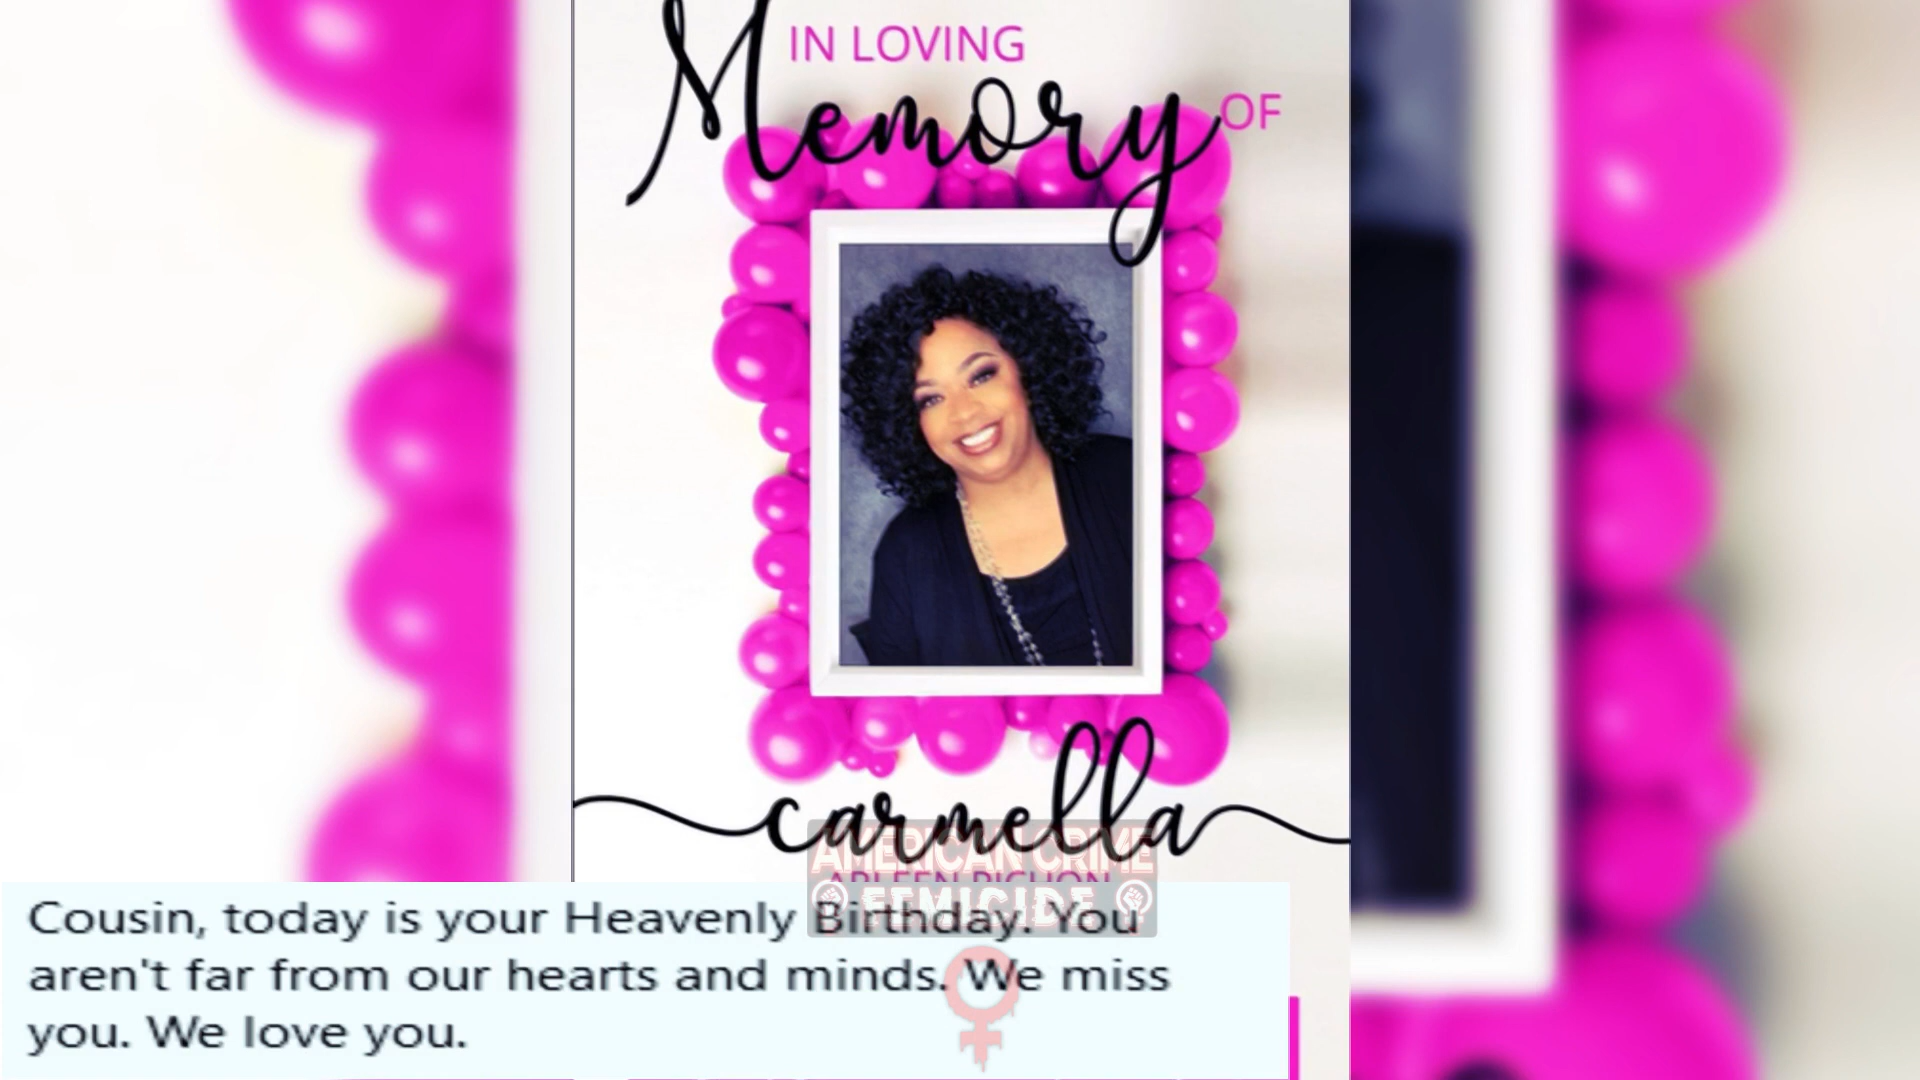 IN LOVING
Memory OF
carmella
AMERICAN CRIME
FEMICIDE
Cousin, today is your Heavenly Birthday. You
aren't far from our hearts and minds. We miss
you. We love you.